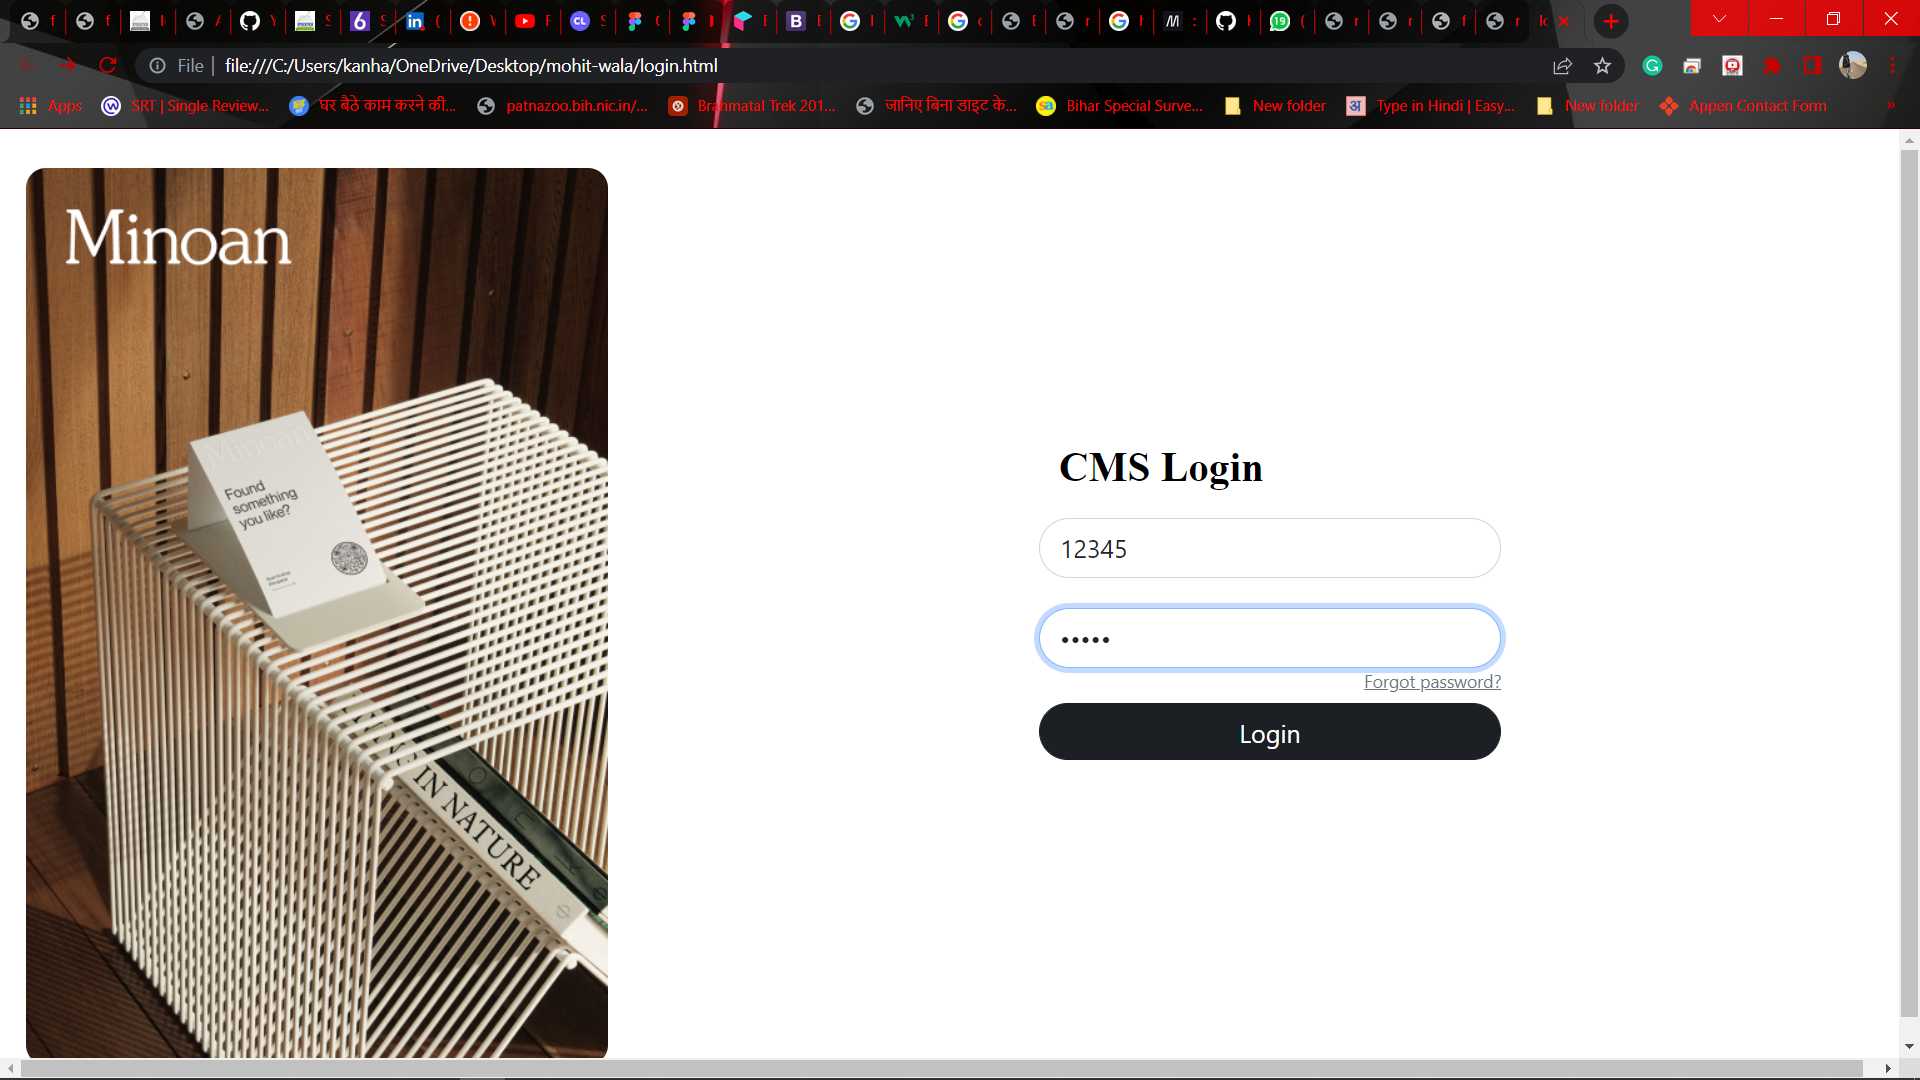 File
file:///C:/Users/kanha/OneDrive/Desktop/mohit-wala/login.html
Apps
SRT | Single Review...
घर बैठे काम करने की...
patnazoo.bih.nic.in/...
Brahmatal Trek 201...
जानिए बिना डाइट के...
Bihar Special Surve...
New folder
Type in Hindi | Easy...
New folder
Appen Contact Form
Minoan
Minoan
Found
something
you like?
IN NATURE
CMS Login
12345
•••••
Forgot password?
Login